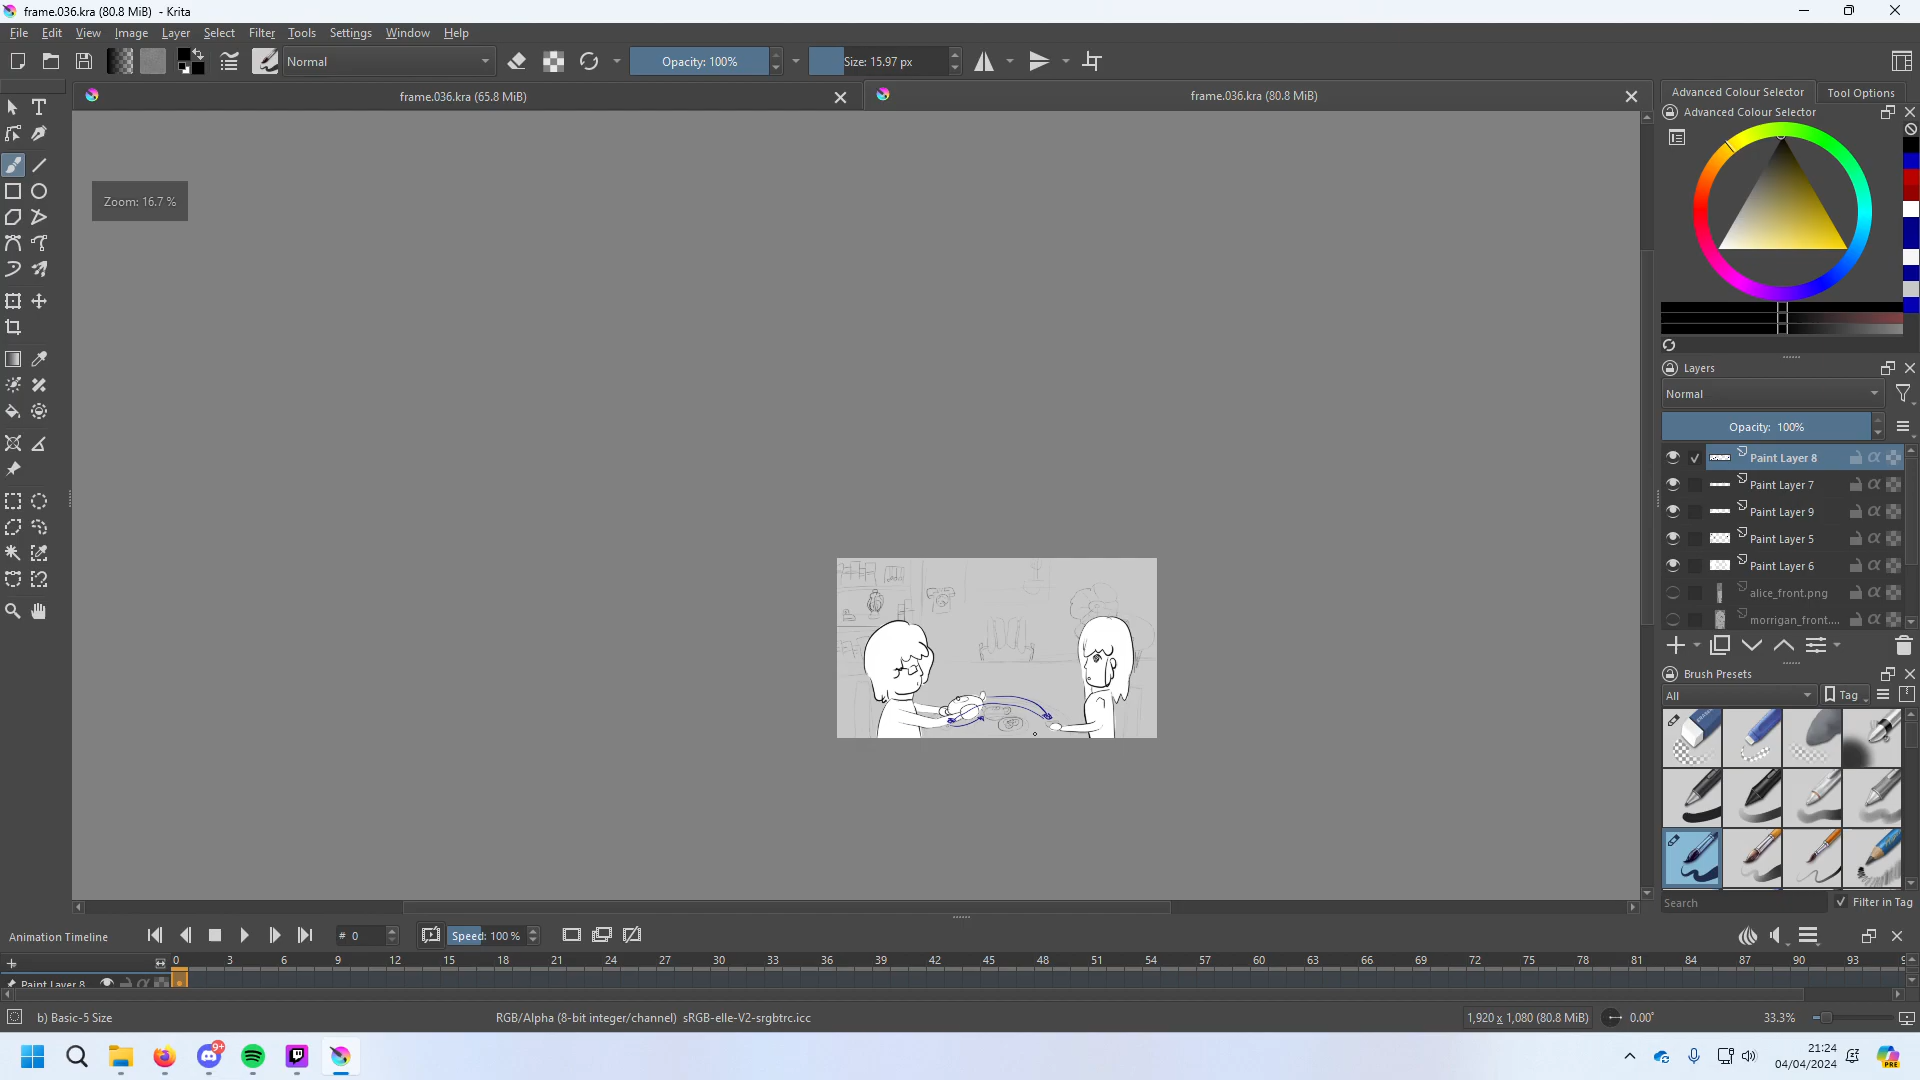 frame.036.kra (80.8 MiB)  - Krita
File Edit View Image Layer Select Filter Tools Settings Window Help
Normal
Opacity: 100%
Size: 15.97 px
frame.036.kra (65.8 MiB)
frame.036.kra (80.8 MiB)
Advanced Colour Selector
Tool Options
Advanced Colour Selector
Zoom: 16.7 %
Layers
Normal
Opacity:  100%
Paint Layer 8
Paint Layer 7
Paint Layer 9
Paint Layer 5
Paint Layer 6
alice_front.png
morrigan_front....
Brush Presets
All
Tag
Search
Filter in Tag
Animation Timeline
# 0
Speed: 100 %
0 3 6 9 12 15 18 21 24 27 30 33 36 39 42 45 48 51 54 57 60 63 66 69 72 75 78 81 84 87 90 93
Paint Layer 8
b) Basic-5 Size
RGB/Alpha (8-bit integer/channel)  sRGB-elle-V2-srgbtrc.icc
1,920 x 1,080 (80.8 MiB)
0.00°
33.3%
9+
21:24
04/04/2024
PRE